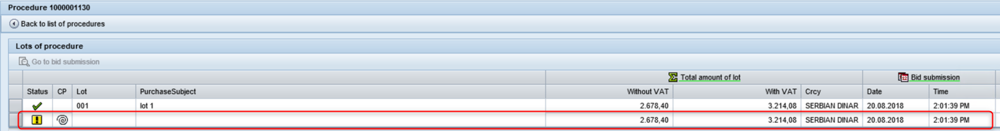 Procedure 1000001130
Back to list of procedures
Lots of procedure
Go to bid submission
Total amount of lot Bid submission
Status CP Lot PurchaseSubject Without VAT With VAT Crcy Date Time
001 lot 1 2.678,40 3.214,08 SERBIAN DINAR 20.08.2018 2:01:39 PM
2.678,40 3.214,08 SERBIAN DINAR 20.08.2018 2:01:39 PM